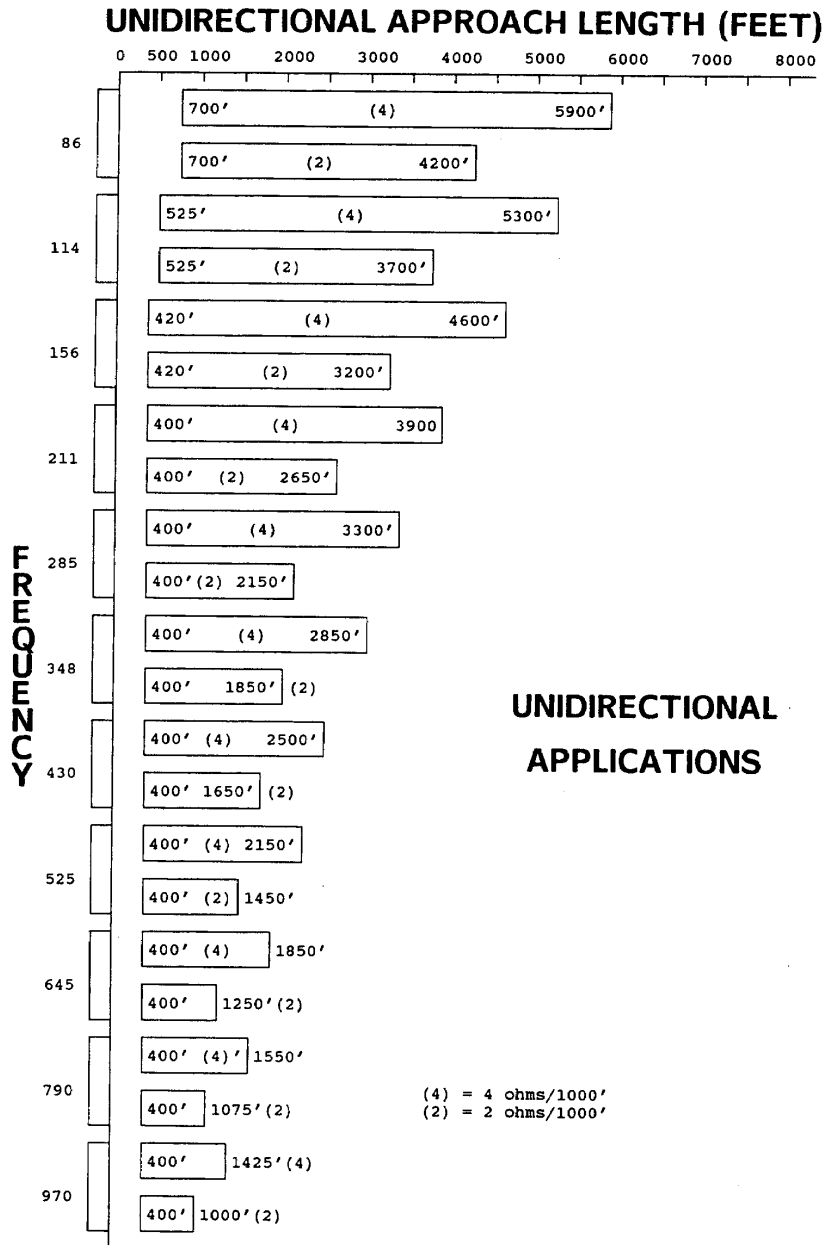 UNIDIRECTIONAL APPROACH LENGTH (FEET)
0 500 1000 2000 3000 4000 5000 6000 7000 8000
86
700' (4) 5900'
700' (2) 4200'
114
525' (4) 5300'
525' (2) 3700'
156
420' (4) 4600'
420' (2) 3200'
211
400' (4) 3900
400' (2) 2650'
FREQUENCY
285
400' (4) 3300'
400' (2) 2150'
348
400' (4) 2850'
400' 1850' (2)
UNIDIRECTIONAL
APPLICATIONS
430
400' (4) 2500'
400' 1650' (2)
525
400' (4) 2150'
400' (2) 1450'
645
400' (4) 1850'
400' 1250' (2)
790
400' (4)' 1550'
400' 1075' (2)
(4) = 4 ohms/1000'
(2) = 2 ohms/1000'
970
400' 1425' (4)
400' 1000' (2)